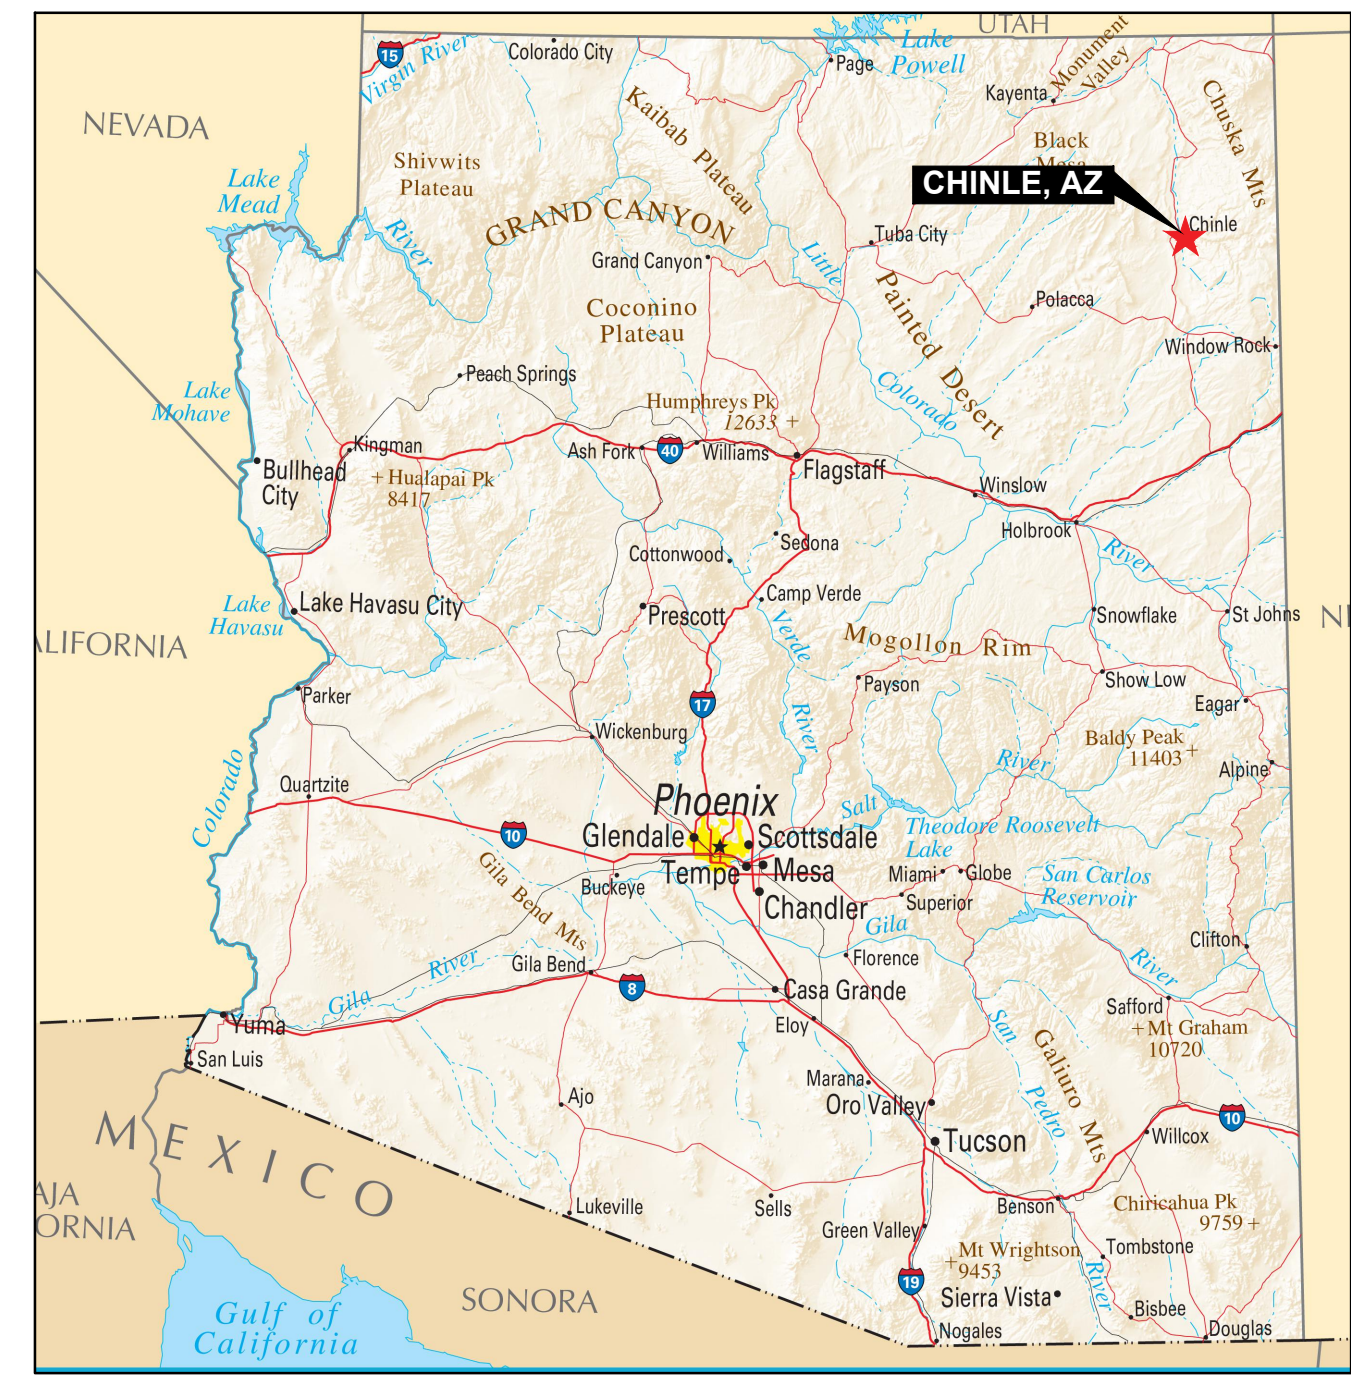 UTAH
15
Virgin River
Colorado City
Lake
Powell
Page
Monument
Valley
Kayenta
Chuska Mts
NEVADA
Kaibab Plateau
Black
Mesa
Shivwits
Plateau
CHINLE, AZ
Lake
Mead
GRAND CANYON
River
Chinle
Tuba City
Little
Grand Canyon
Painted Desert
Polacca
Coconino
Plateau
Window Rock
Peach Springs
Lake
Mohave
Colorado
Humphreys Pk
12633 +
Kingman
Ash Fork
40
Williams
Flagstaff
Bullhead
City
+ Hualapai Pk
8417
Winslow
Holbrook
Sedona
Cottonwood
River
Camp Verde
Lake
Havasu
Lake Havasu City
Prescott
Snowflake
St Johns
NE
ALIFORNIA
Verde
Mogollon Rim
Payson
Show Low
Parker
17
River
Eagar
Wickenburg
Baldy Peak
11403 +
River
Alpine
Quartzite
Colorado
Phoenix
Salt
10
Glendale
Scottsdale
Theodore Roosevelt
Lake
Tempe
Mesa
Miami
Globe
San Carlos
Reservoir
Gila Bend Mts
Buckeye
Chandler
Superior
Gila
Clifton
River
Gila Bend
Florence
River
8
Casa Grande
Gila
Safford
Yuma
Eloy
San
+ Mt Graham
10720
San Luis
Galiuro Mts
Marana
Ajo
Oro Valley
Pedro
10
MEXICO
Tucson
Willcox
AJA
ORNIA
Lukeville
Sells
Benson
Chiricahua Pk
9759 +
Green Valley
Mt Wrightson
+ 9453
Tombstone
River
19
Sierra Vista
SONORA
Gulf of
California
Bisbee
Nogales
Douglas